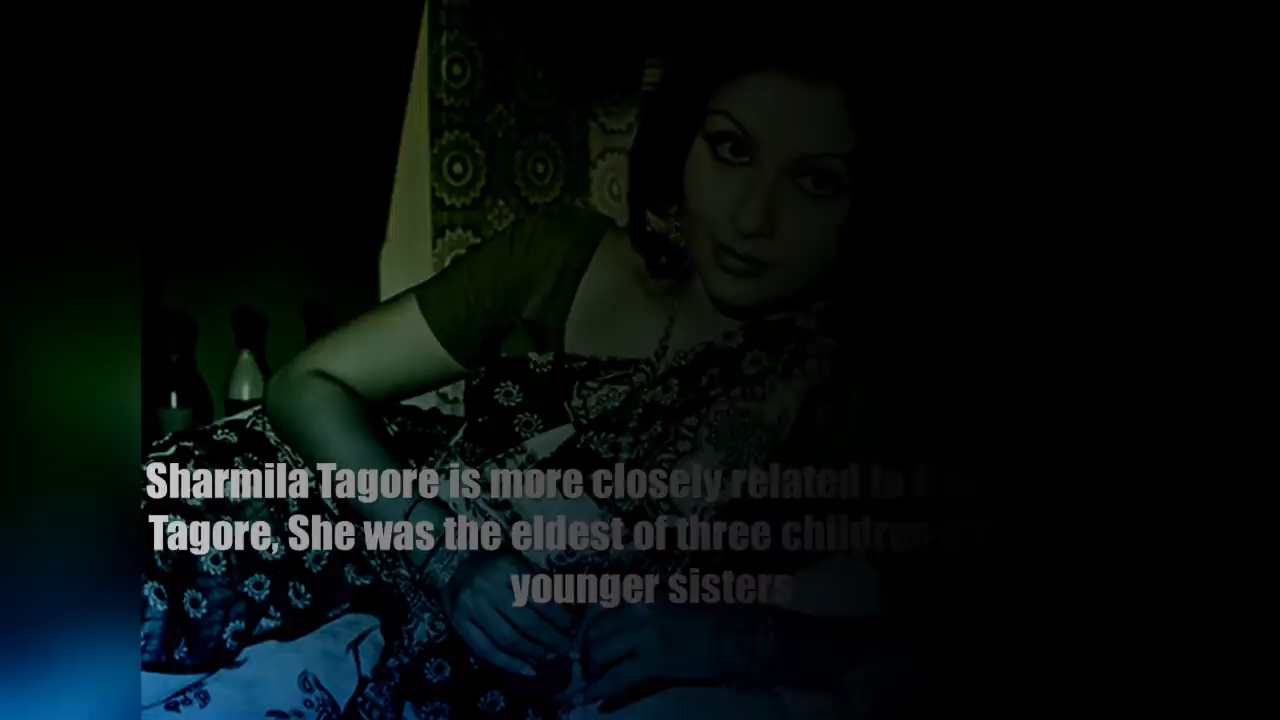 Sharmila Tagore is more closely related to
Tagore, She was the eldest of three children
younger sisters